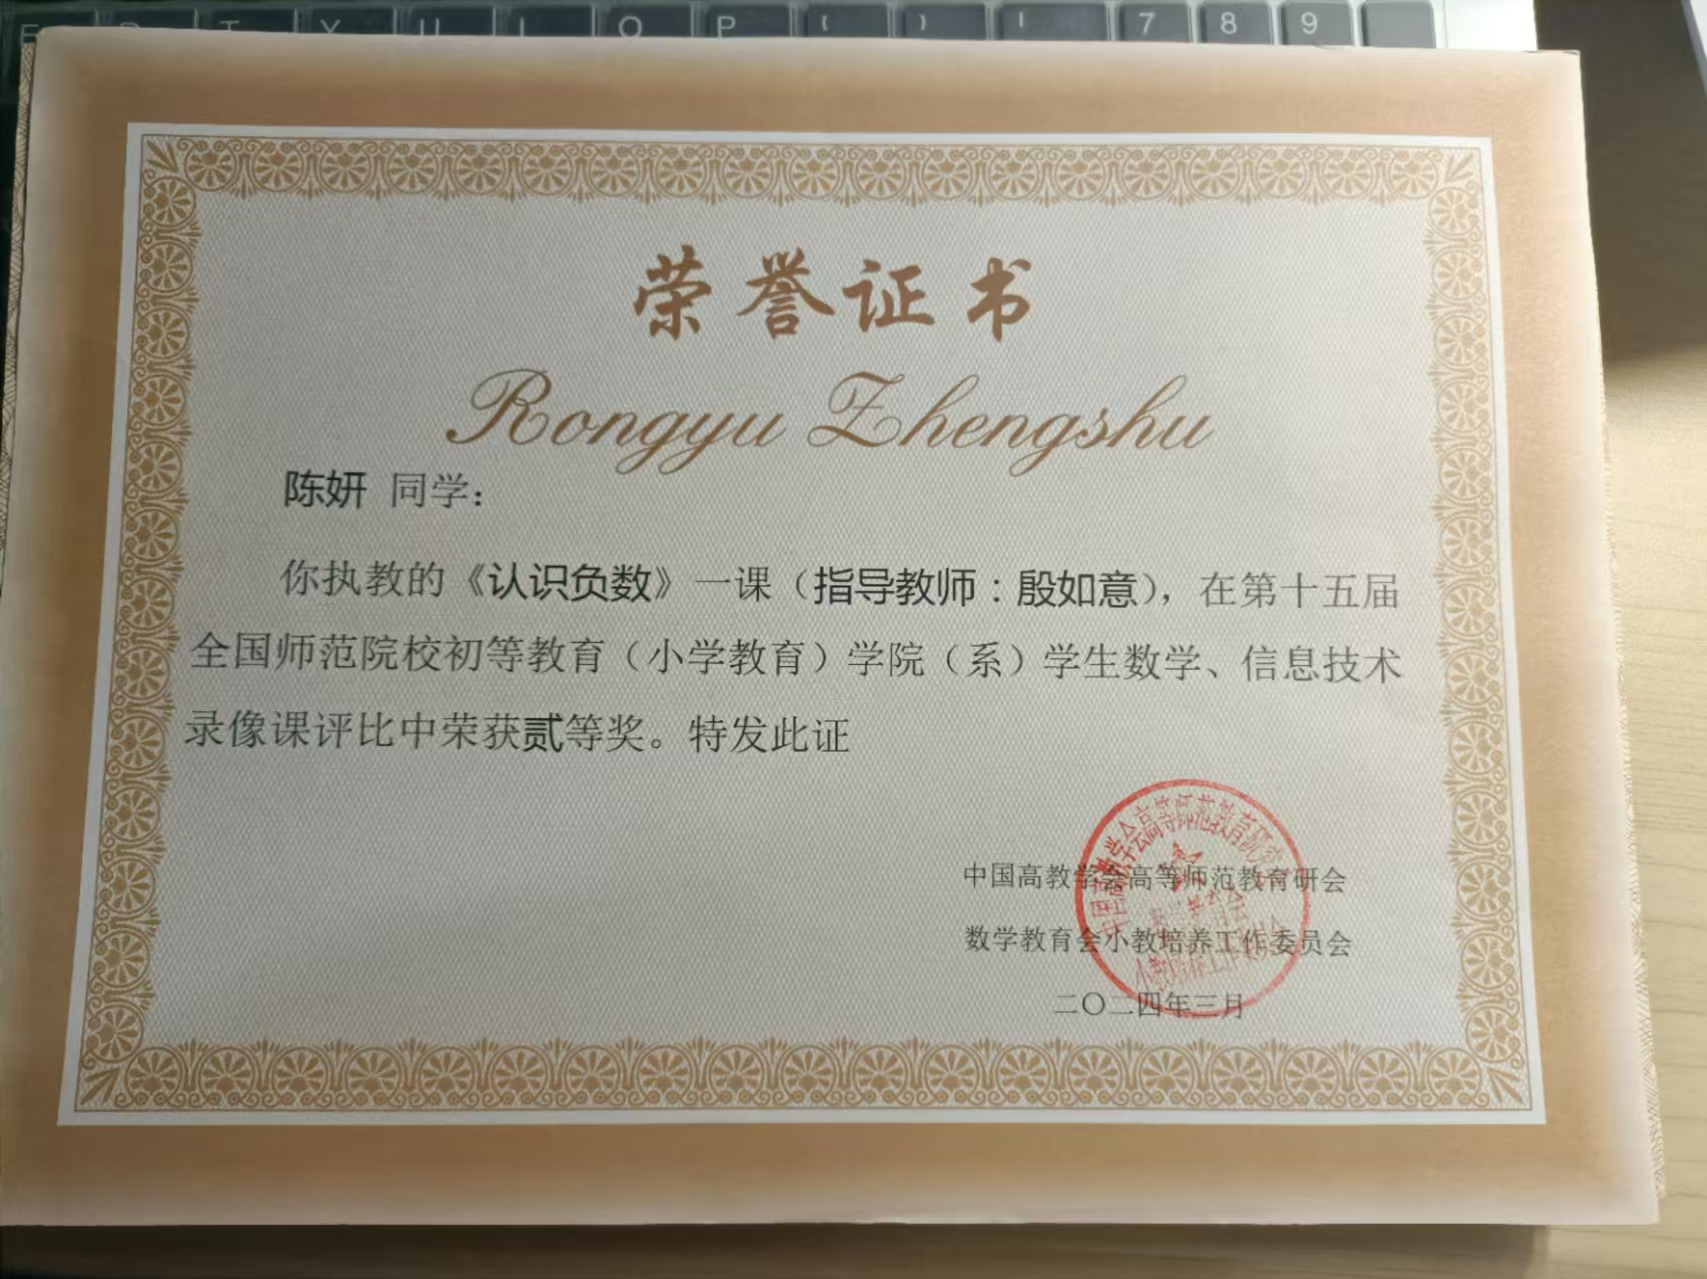 E R T Y U I O P { } | 7 8 9
荣誉证书
Rongyu Zhengshu
陈妍 同学：
你执教的《认识负数》一课（指导教师：殷如意），在第十五届
全国师范院校初等教育（小学教育）学院（系）学生数学、信息技术
录像课评比中荣获贰等奖。特发此证
中国高教学会高等师范教育研会
数学教育会小教培养工作委员会
二〇二四年三月